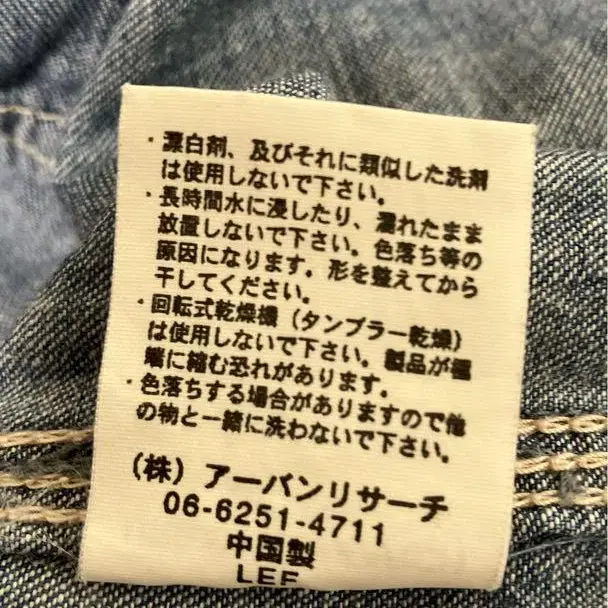 ・漂白剤、及びそれに類似した洗剤
は使用しないで下さい。
・長時間水に浸したり、濡れたまま
放置しないで下さい。色落ち等の
原因になります。形を整えてから
干してください。
・回転式乾燥機（タンブラー乾燥）
は使用しないで下さい。製品が極
端に縮む恐れがあります。
・色落ちする場合がありますので他
の物と一緒に洗わないで下さい。
（株）アーバンリサーチ
06-6251-4711
中国製
LEE